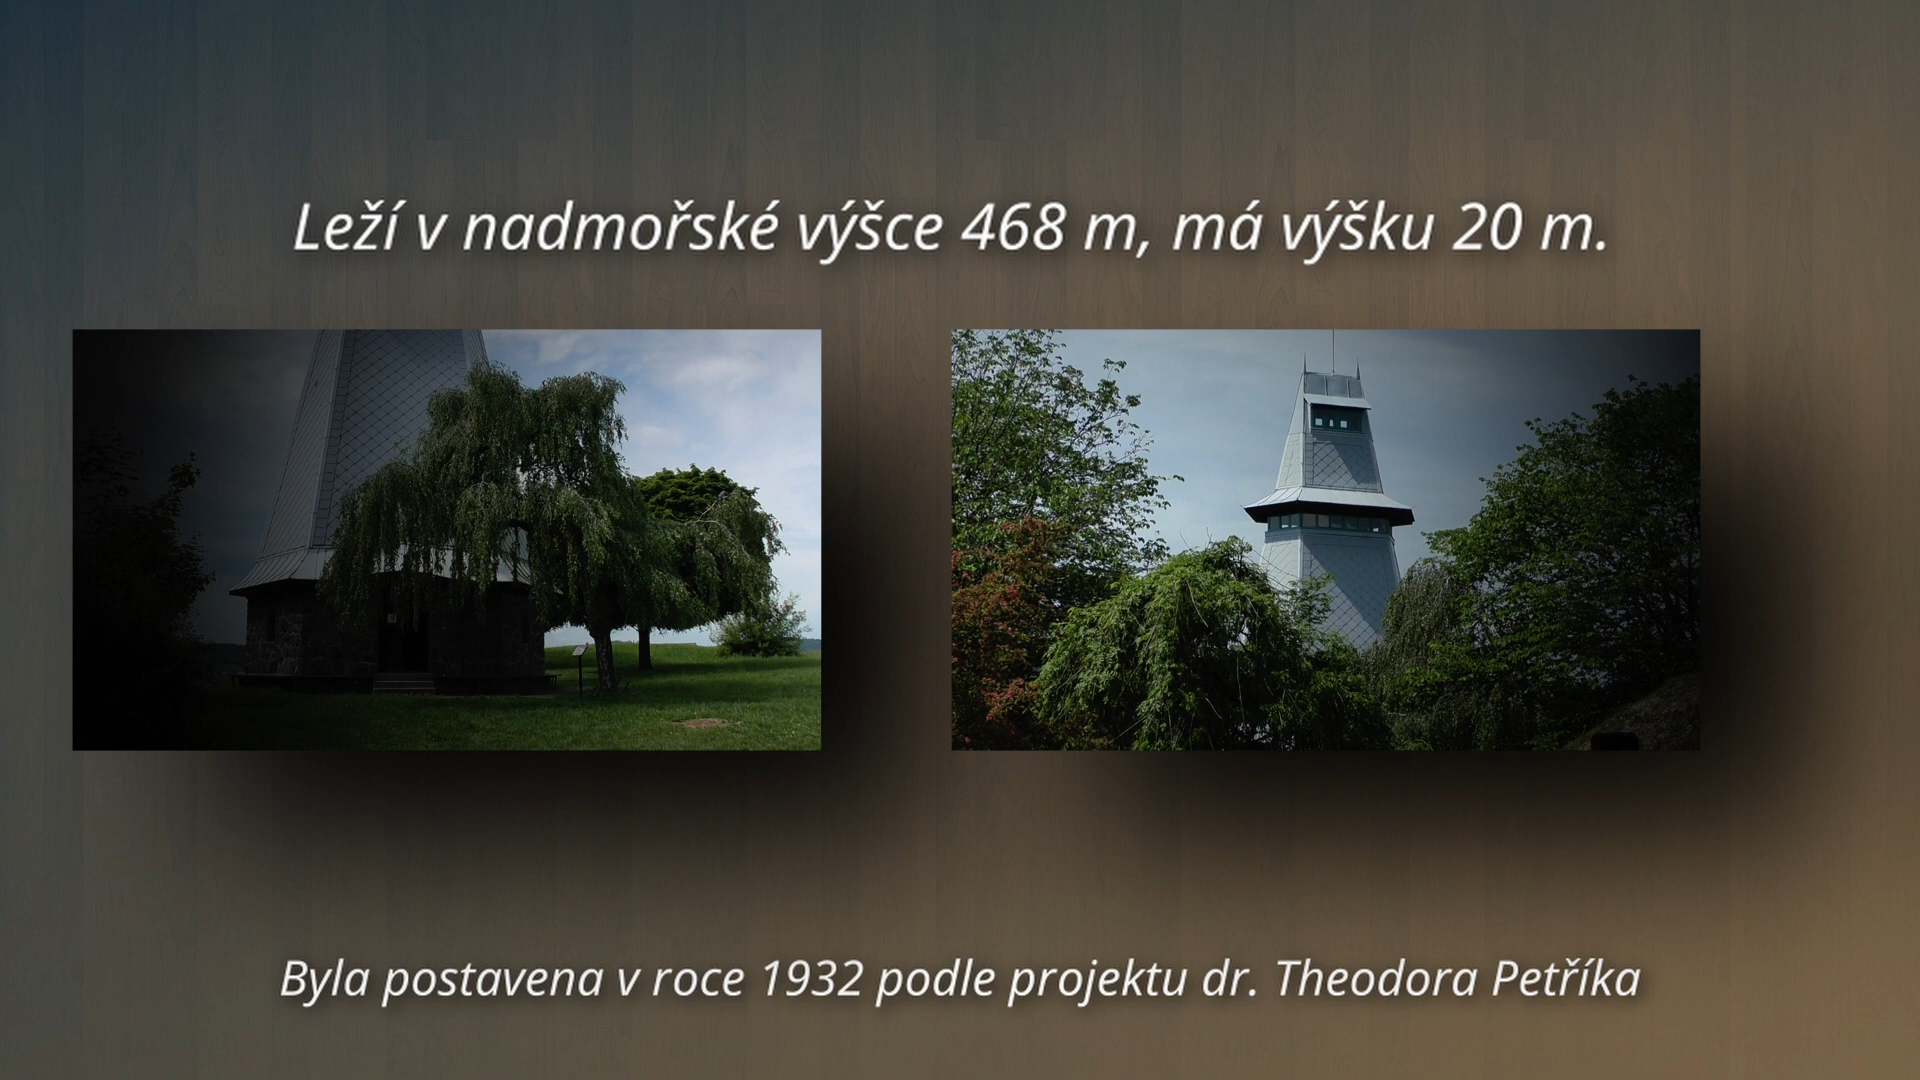 Leží v nadmořské výšce 468 m, má výšku 20 m.
Byla postavena v roce 1932 podle projektu dr. Theodora Petříka